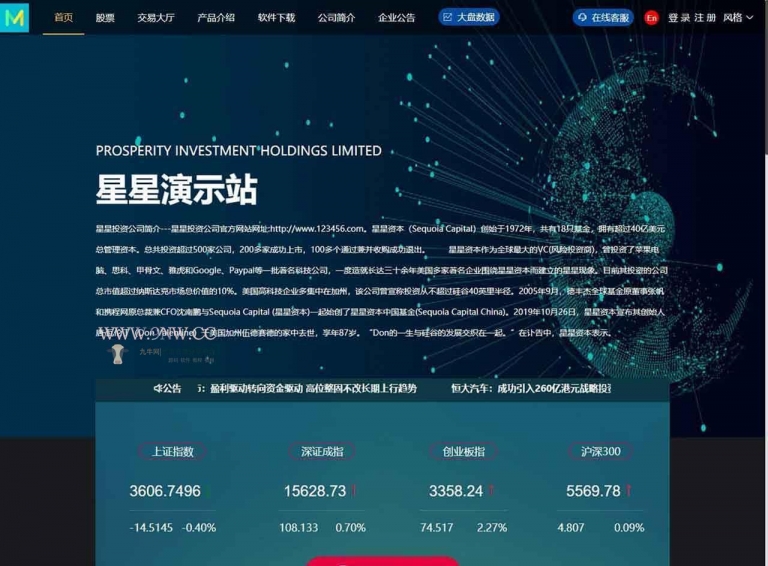 M 首页 股票 交易大厅 产品介绍 软件下载 公司简介 企业公告 大盘数据 在线客服 En 登录 注册 风格
PROSPERITY INVESTMENT HOLDINGS LIMITED
星星演示站
星星投资公司简介---星星投资公司官方网站网址:http://www.123456.com。星星资本（Sequoia Capital）创始于1972年，共有18只基金，拥有超过40亿美元
总管理资本。总共投资超过500家公司，200多家成功上市，100多个通过兼并收购成功退出。 星星资本作为全球最大的VC(风险投资商)，曾投资了苹果电
脑、思科、甲骨文、雅虎和Google、Paypal等一批著名科技公司，一度造就长达三十余年美国多家著名企业围绕星星资本而建立的星星现象。目前其投资的公司
总市值超过纳斯达克市场总价值的10%。美国高科技企业多集中在加州，该公司曾宣称投资从不超过硅谷40英里半径。2005年9月，德丰杰全球基金原董事张帆
和携程网原总裁兼CFO沈南鹏与Sequoia Capital (星星资本)一起始了星星资本中国基金(Sequoia Capital China)。2019年10月26日，星星资本宣布其创始人
美国加州伍德赛德的家中去世，享年87岁。 “Don的一生与硅谷的发展交织在一起。”在讣告中，星星资本表示。
九牛网
公告 行：盈利驱动转向资金驱动 高位整固不改长期上行趋势 恒大汽车：成功引入260亿港元战略投资
上证指数 深证成指 创业板指 沪深300
3606.7496 15628.73↑ 3358.24↑ 5569.78↑
-14.5145 -0.40% 108.133 0.70% 74.517 2.27% 4.807 0.09%